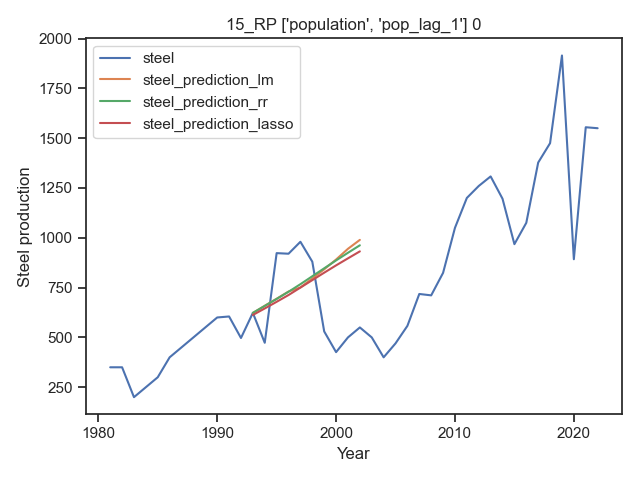 15_RP ['population', 'pop_lag_1'] 0
steel
steel_prediction_lm
steel_prediction_rr
steel_prediction_lasso
Steel production
2000
1750
1500
1250
1000
750
500
250
1980
1990
2000
2010
2020
Year